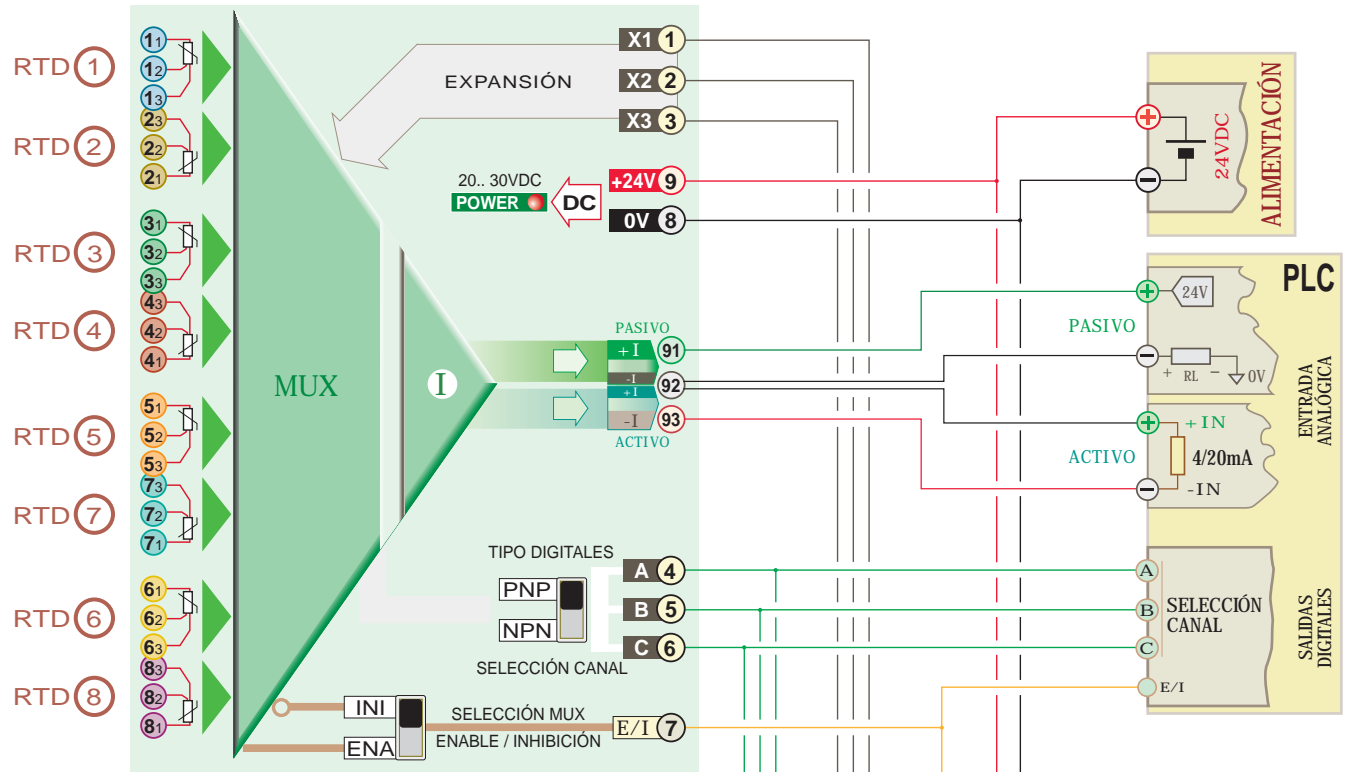 RTD 1
11
12
13
RTD 2
23
22
21
RTD 3
31
32
33
RTD 4
43
42
41
RTD 5
51
52
53
RTD 7
73
72
71
RTD 6
61
62
63
RTD 8
83
82
81
MUX
I
EXPANSIÓN
X1 1
X2 2
X3 3
20.. 30VDC
POWER
DC
+24V 9
0V 8
PASIVO
+I 91
-I
92
+I
-I 93
ACTIVO
TIPO DIGITALES
PNP
NPN
A 4
B 5
C 6
SELECCIÓN CANAL
INI
ENA
SELECCIÓN MUX
ENABLE / INHIBICIÓN
E/I 7
+
−
24VDC
ALIMENTACIÓN
PLC
PASIVO
+
24V
−
+ RL −
0V
ACTIVO
+
+IN
4/20mA
−
-IN
ENTRADA
ANALÓGICA
A
B
C
SELECCIÓN
CANAL
E/I
SALIDAS
DIGITALES